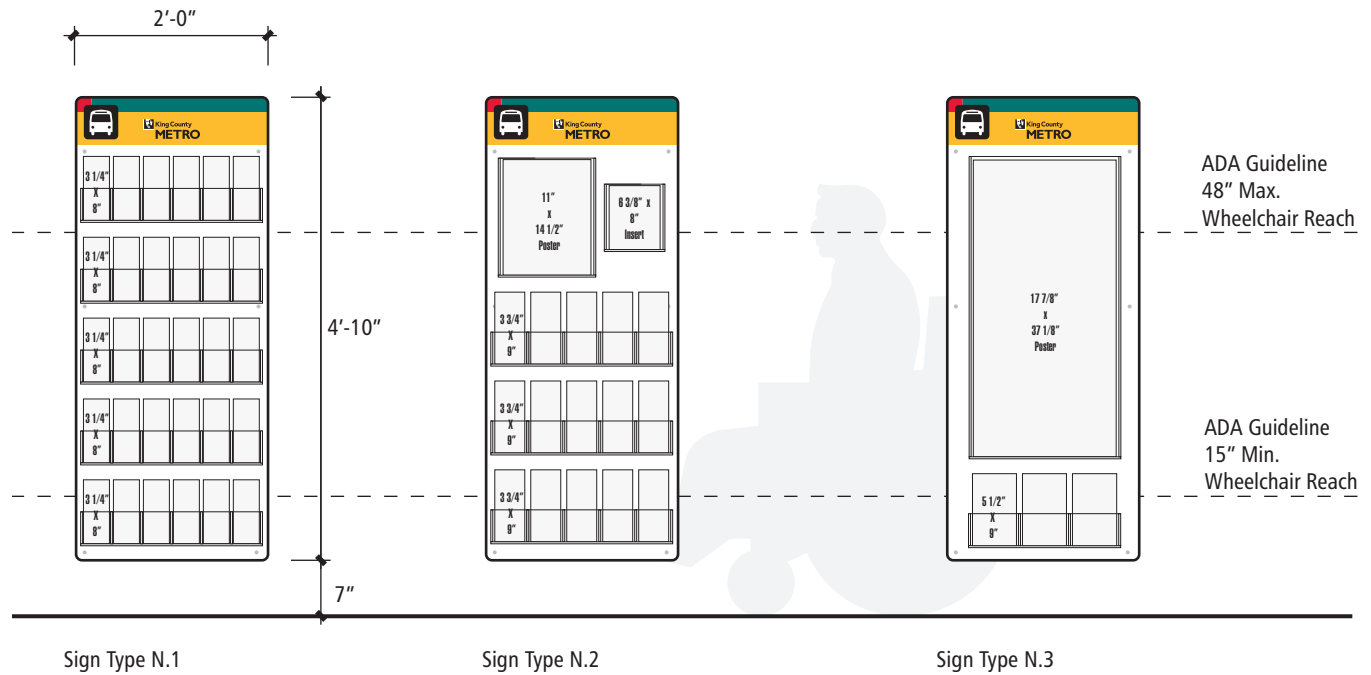 2'-0"
King County
METRO
3 1/4"
X
8"
3 1/4"
X
8"
3 1/4"
X
8"
3 1/4"
X
8"
3 1/4"
X
8"
4'-10"
7"
King County
METRO
11"
x
14 1/2"
Poster
6 3/8" x
8"
Insert
3 3/4"
X
9"
3 3/4"
X
9"
3 3/4"
X
9"
King County
METRO
17 7/8"
x
37 1/8"
Poster
5 1/2"
X
9"
ADA Guideline
48" Max.
Wheelchair Reach
ADA Guideline
15" Min.
Wheelchair Reach
Sign Type N.1
Sign Type N.2
Sign Type N.3